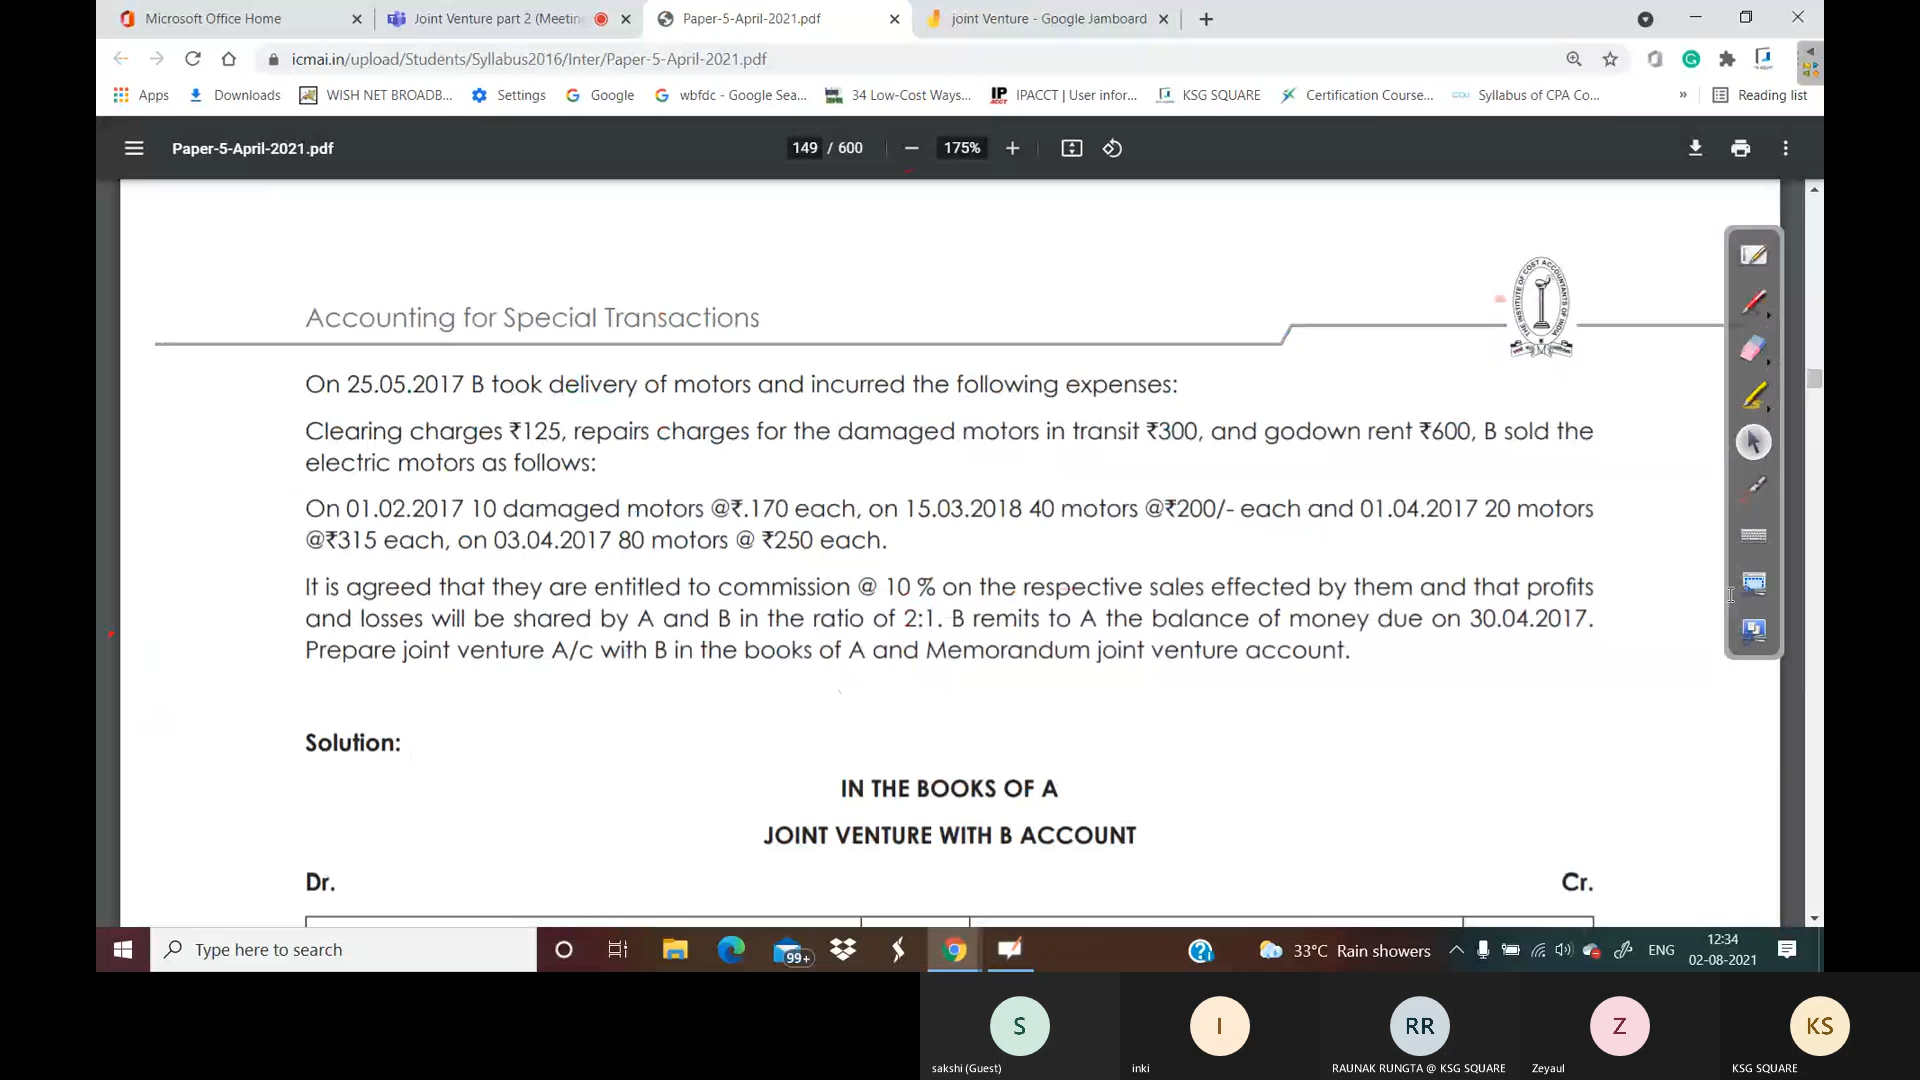 Microsoft Office Home
Joint Venture part 2 (Meetin
Paper-5-April-2021.pdf
joint Venture - Google Jamboard
icmai.in/upload/Students/Syllabus2016/Inter/Paper-5-April-2021.pdf
Apps
Downloads
WISH NET BROADB...
Settings
Google
wbfdc - Google Sea...
34 Low-Cost Ways...
IPACCT | User infor...
KSG SQUARE
Certification Course...
Syllabus of CPA Co...
»
Reading list
Paper-5-April-2021.pdf
149 / 600
175%
Accounting for Special Transactions
THE INSTITUTE OF COST ACCOUNTANTS OF INDIA
On 25.05.2017 B took delivery of motors and incurred the following expenses:
Clearing charges ₹125, repairs charges for the damaged motors in transit ₹300, and godown rent ₹600, B sold the
electric motors as follows:
On 01.02.2017 10 damaged motors @₹.170 each, on 15.03.2018 40 motors @₹200/- each and 01.04.2017 20 motors
@₹315 each, on 03.04.2017 80 motors @ ₹250 each.
It is agreed that they are entitled to commission @ 10 % on the respective sales effected by them and that profits
and losses will be shared by A and B in the ratio of 2:1. B remits to A the balance of money due on 30.04.2017.
Prepare joint venture A/c with B in the books of A and Memorandum joint venture account.
Solution:
IN THE BOOKS OF A
JOINT VENTURE WITH B ACCOUNT
Dr.
Cr.
Type here to search
99+
33°C Rain showers
ENG
12:34
02-08-2021
S
I
RR
Z
KS
sakshi (Guest)
inki
RAUNAK RUNGTA @ KSG SQUARE
Zeyaul
KSG SQUARE